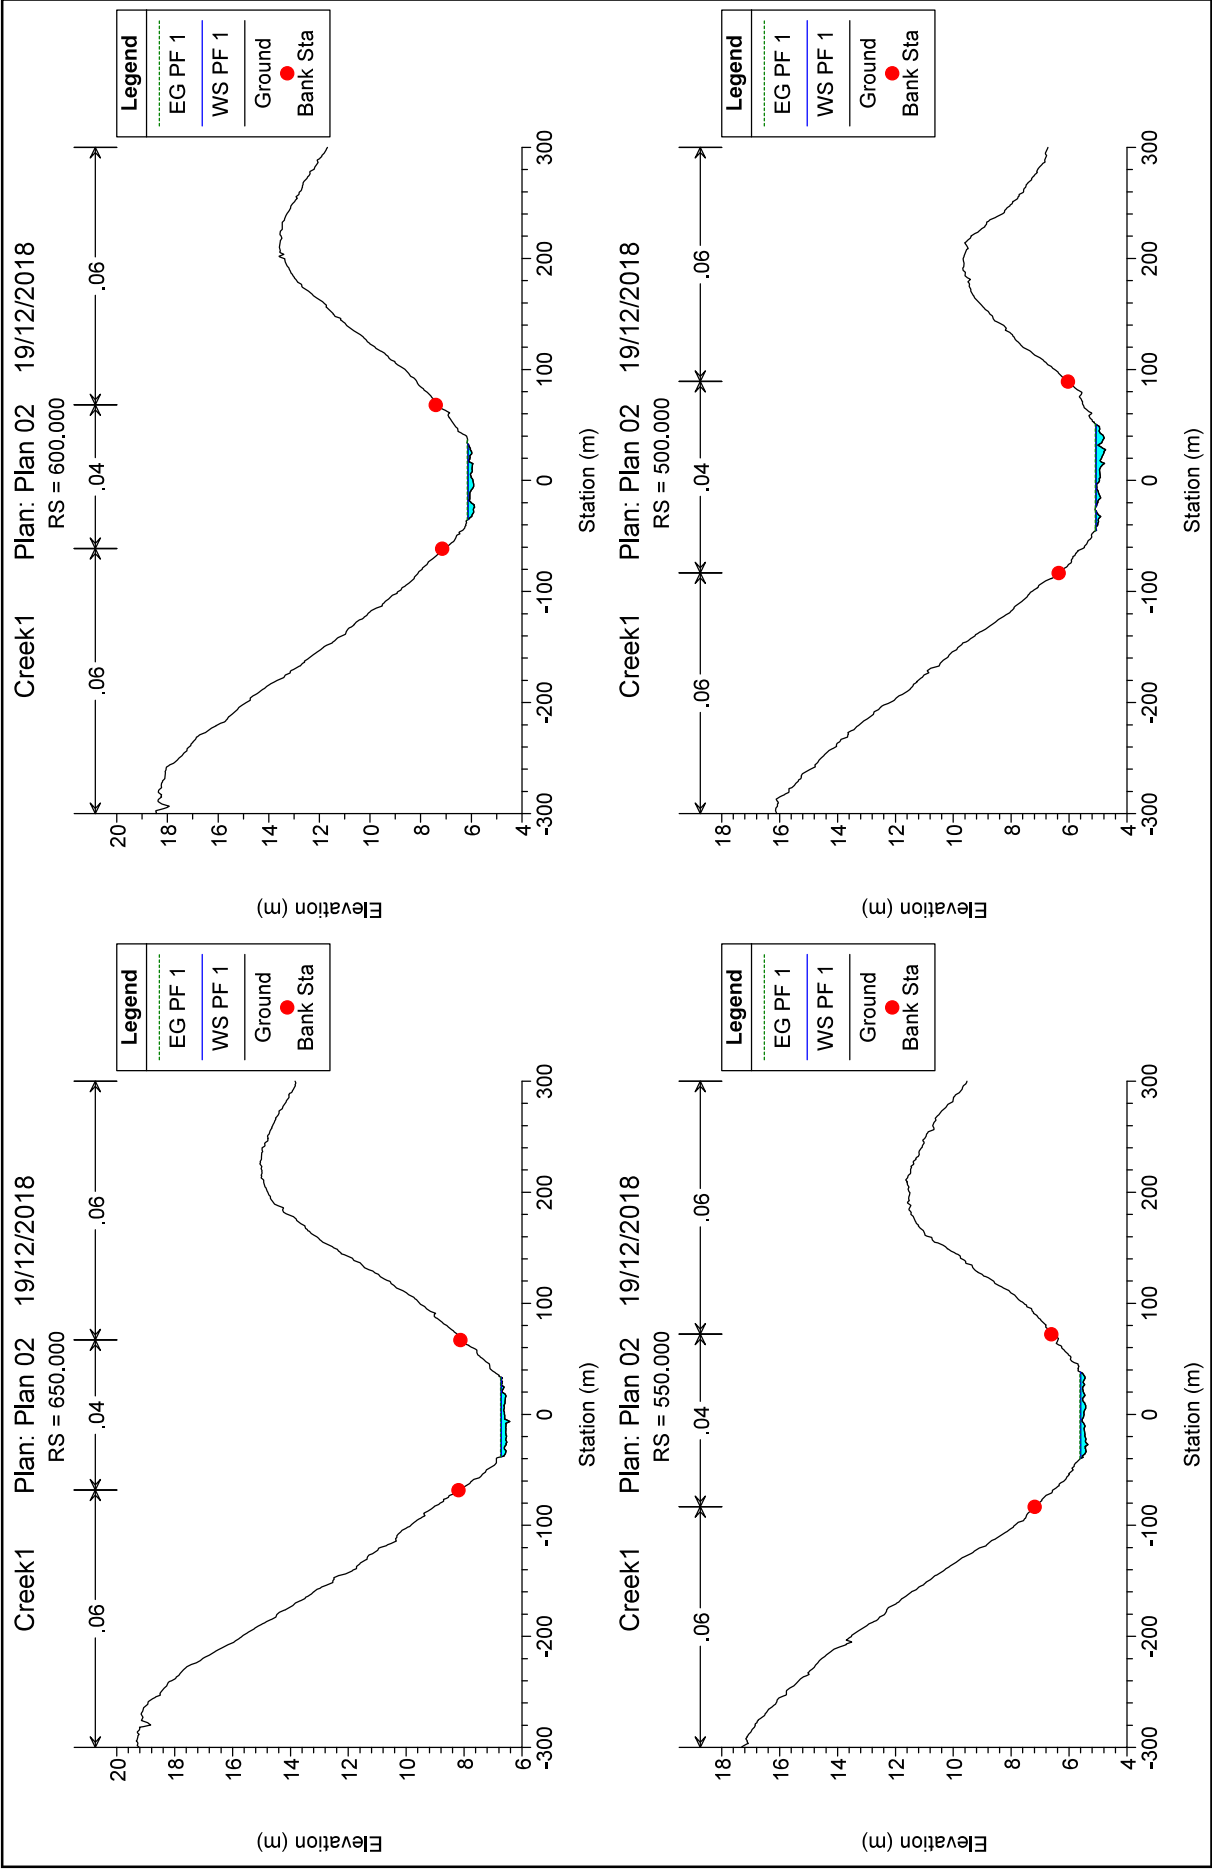 Creek1 Plan: Plan 02 19/12/2018
RS = 650.000
.06
.04
.06
Legend
EG PF 1
WS PF 1
Ground
Bank Sta
Elevation (m)
20
18
16
14
12
10
8
6
-300
-200
-100
0
100
200
300
Station (m)
Creek1 Plan: Plan 02 19/12/2018
RS = 600.000
.06
.04
.06
Legend
EG PF 1
WS PF 1
Ground
Bank Sta
Elevation (m)
20
18
16
14
12
10
8
6
4
-300
-200
-100
0
100
200
300
Station (m)
Creek1 Plan: Plan 02 19/12/2018
RS = 550.000
.06
.04
.06
Legend
EG PF 1
WS PF 1
Ground
Bank Sta
Elevation (m)
18
16
14
12
10
8
6
4
-300
-200
-100
0
100
200
300
Station (m)
Creek1 Plan: Plan 02 19/12/2018
RS = 500.000
.06
.04
.06
Legend
EG PF 1
WS PF 1
Ground
Bank Sta
Elevation (m)
18
16
14
12
10
8
6
4
-300
-200
-100
0
100
200
300
Station (m)